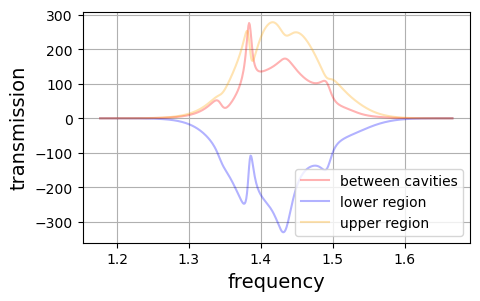 300
200
100
0
−100
−200
−300
transmission
between cavities
lower region
upper region
1.2 1.3 1.4 1.5 1.6
frequency